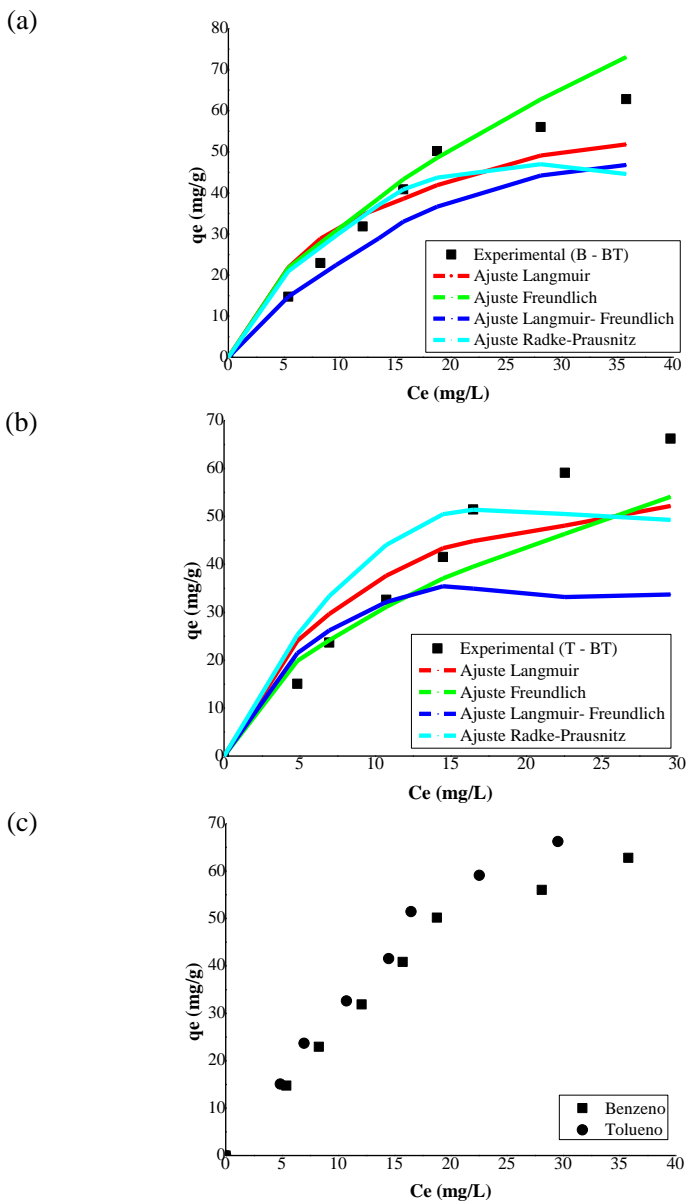 (a)
80
70
60
50
40
30
20
10
0
qe (mg/g)
0 5 10 15 20 25 30 35 40
Ce (mg/L)
Experimental (B - BT)
Ajuste Langmuir
Ajuste Freundlich
Ajuste Langmuir- Freundlich
Ajuste Radke-Prausnitz
(b)
70
60
50
40
30
20
10
0
qe (mg/g)
0 5 10 15 20 25 30
Ce (mg/L)
Experimental (T - BT)
Ajuste Langmuir
Ajuste Freundlich
Ajuste Langmuir- Freundlich
Ajuste Radke-Prausnitz
(c)
70
60
50
40
30
20
10
0
qe (mg/g)
0 5 10 15 20 25 30 35 40
Ce (mg/L)
Benzeno
Tolueno